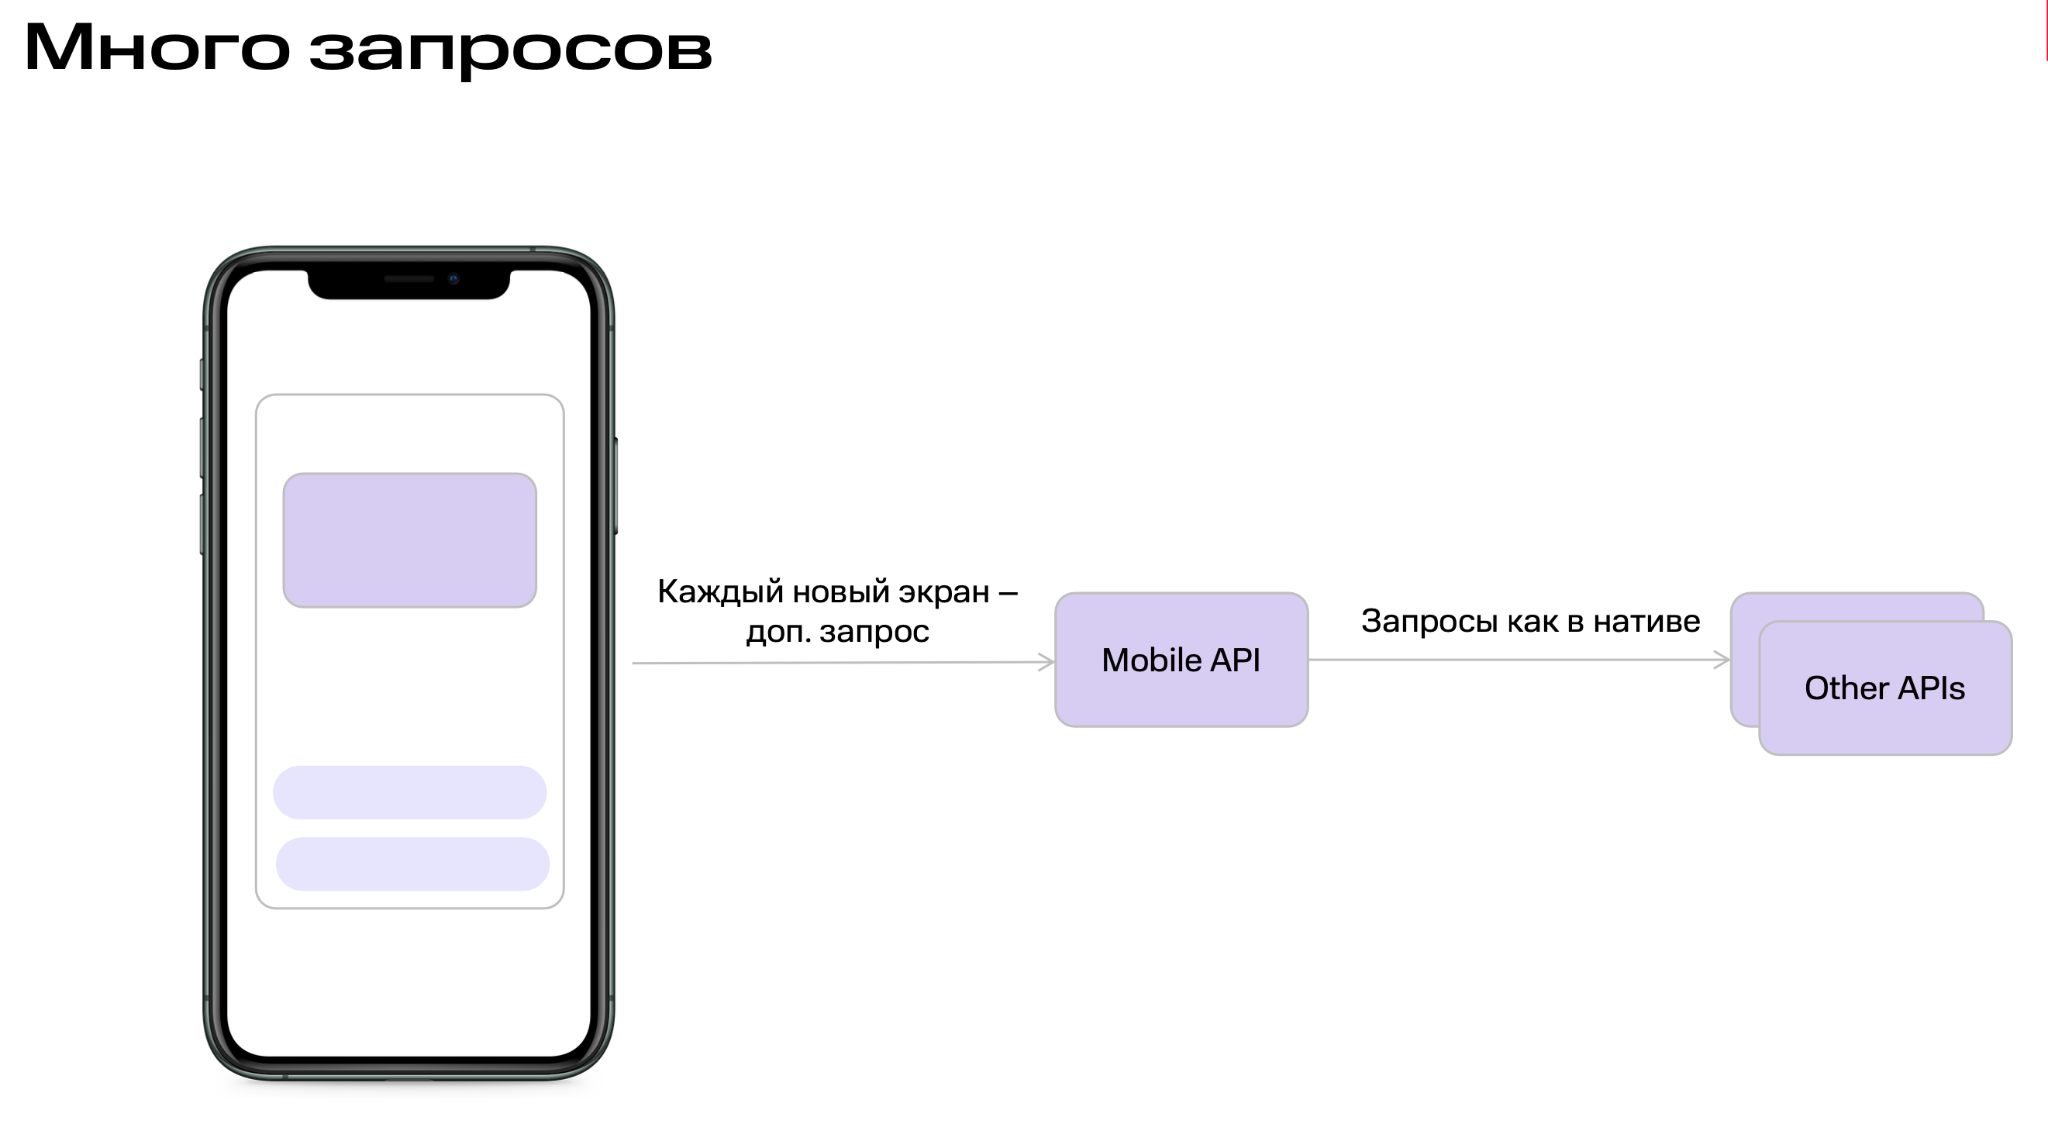 Много запросов
Каждый новый экран –
доп. запрос
Mobile API
Запросы как в нативе
Other APIs